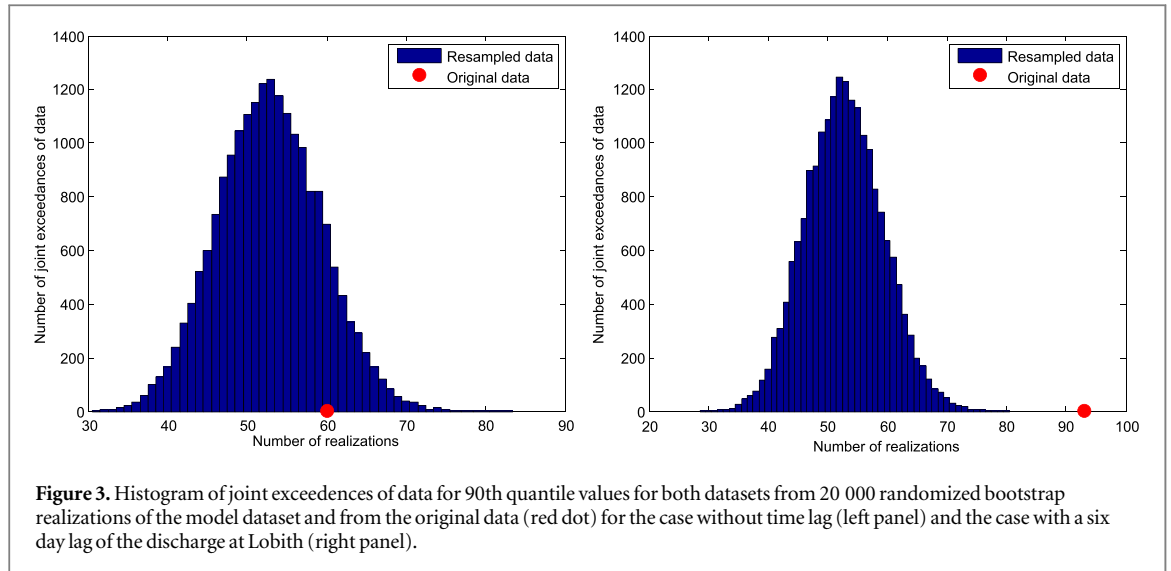 1400
1200
1000
800
600
400
200
0
Number of joint exceedances of data
Resampled data
Original data
30 40 50 60 70 80 90
Number of realizations
1400
1200
1000
800
600
400
200
0
Number of joint exceedances of data
Resampled data
Original data
20 30 40 50 60 70 80 90 100
Number of realizations
Figure 3. Histogram of joint exceedences of data for 90th quantile values for both datasets from 20 000 randomized bootstrap
realizations of the model dataset and from the original data (red dot) for the case without time lag (left panel) and the case with a six
day lag of the discharge at Lobith (right panel).